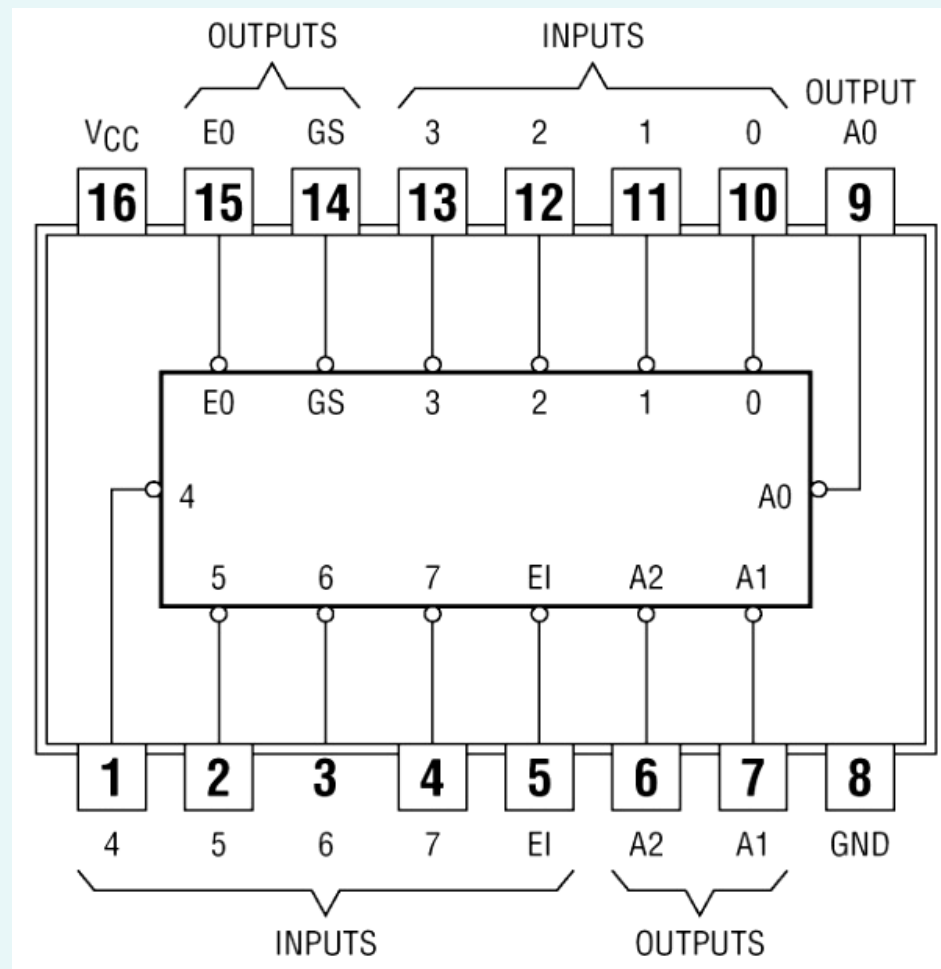 OUTPUTS INPUTS
OUTPUT
VCC E0 GS 3 2 1 0 A0
16 15 14 13 12 11 10 9
E0 GS 3 2 1 0
4 A0
5 6 7 EI A2 A1
1 2 3 4 5 6 7 8
4 5 6 7 EI A2 A1 GND
INPUTS OUTPUTS